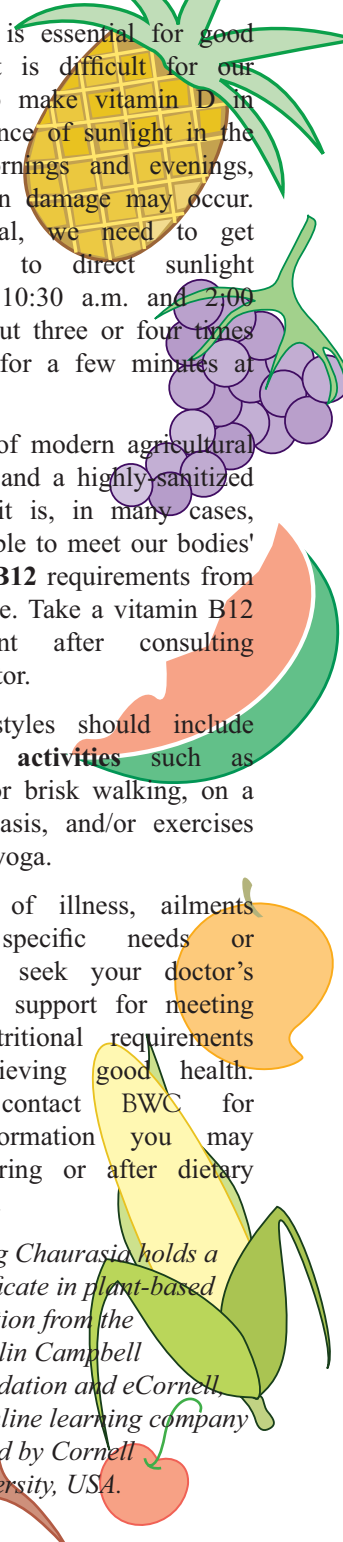 is essential for good
t is difficult for our
o make vitamin D in
nce of sunlight in the
ornings and evenings,
n damage may occur.
al, we need to get
to direct sunlight
10:30 a.m. and 2:00
ut three or four times
for a few minutes at
of modern agricultural
and a highly-sanitized
it is, in many cases,
ble to meet our bodies'
B12 requirements from
e. Take a vitamin B12
nt after consulting
tor.
styles should include
activities such as
or brisk walking, on a
asis, and/or exercises
yoga.
of illness, ailments
specific needs or
seek your doctor's
support for meeting
tritional requirements
ieving good health.
contact BWC for
formation you may
ring or after dietary
g Chaurasia holds a
ficate in plant-based
tion from the
lin Campbell
dation and eCornell,
nline learning company
d by Cornell
ersity, USA.